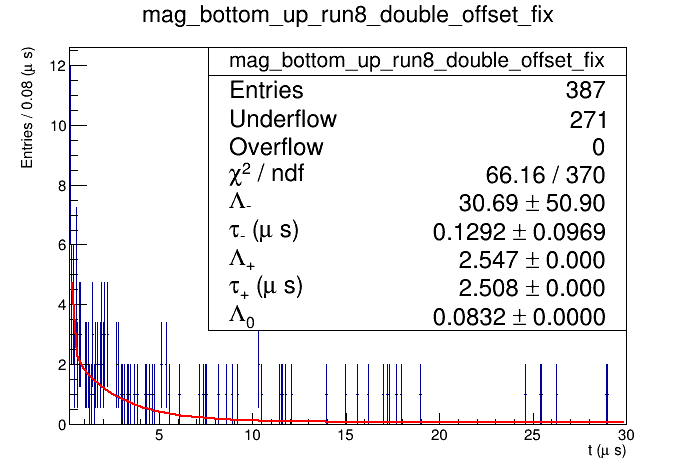 mag_bottom_up_run8_double_offset_fix
Entries / 0.08 (μ s)
12
10
8
6
4
2
0
mag_bottom_up_run8_double_offset_fix
Entries 387
Underflow 271
Overflow 0
χ² / ndf 66.16 / 370
Λ₋ 30.69 ± 50.90
τ₋ (μ s) 0.1292 ± 0.0969
Λ₊ 2.547 ± 0.000
τ₊ (μ s) 2.508 ± 0.000
Λ₀ 0.0832 ± 0.0000
5 10 15 20 25 30
t (μ s)